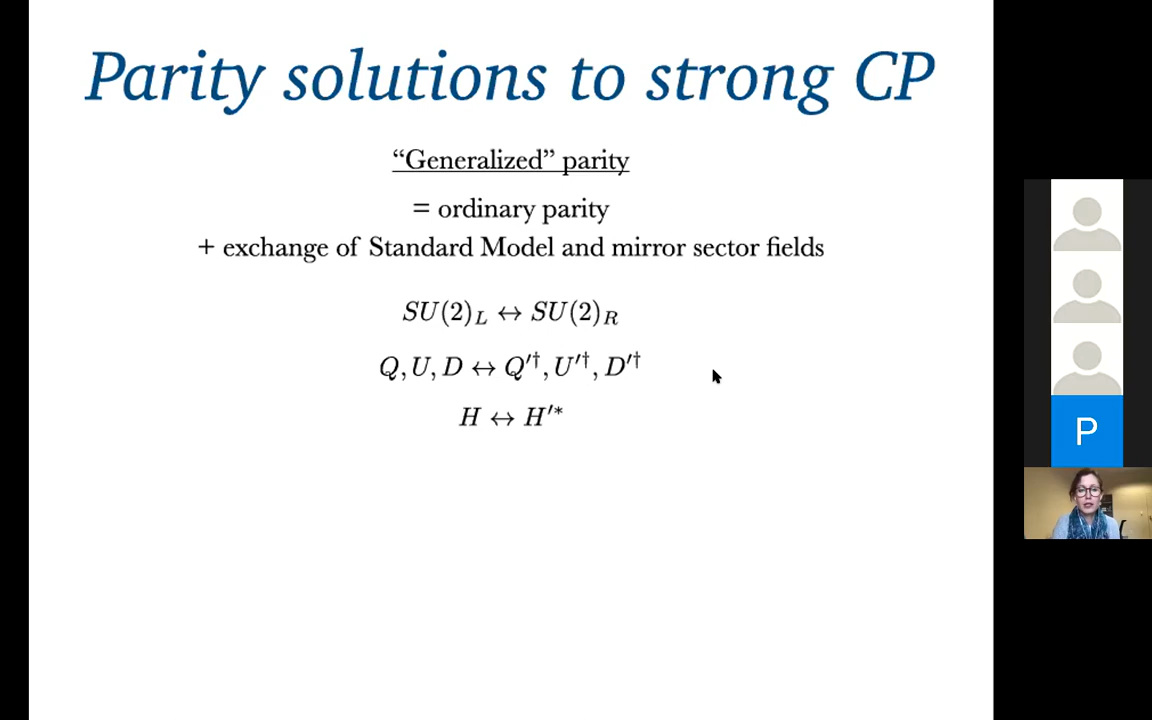 Parity solutions to strong CP
“Generalized” parity
= ordinary parity
+ exchange of Standard Model and mirror sector fields
SU(2)_L ↔ SU(2)_R
Q, U, D ↔ Q′†, U′†, D′†
H ↔ H′*
P